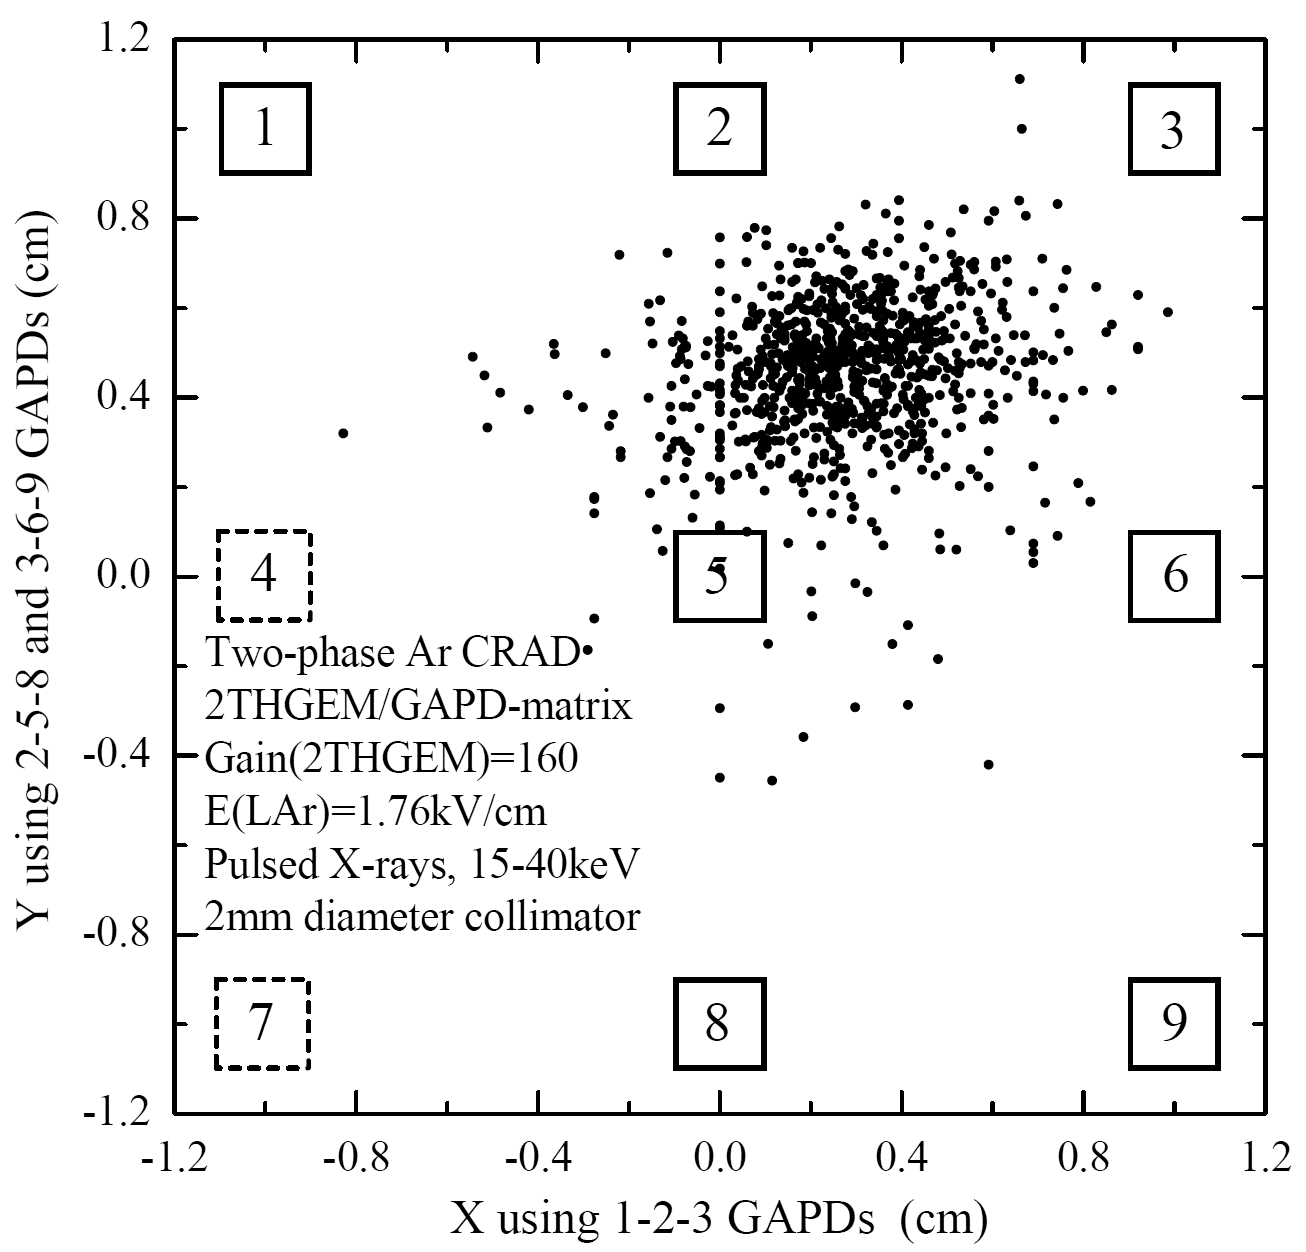 1.2
1 2 3
0.8
0.4
0.0
4 5 6
Two-phase Ar CRAD
2THGEM/GAPD-matrix
-0.4
Gain(2THGEM)=160
E(LAr)=1.76kV/cm
Pulsed X-rays, 15-40keV
2mm diameter collimator
-0.8
7 8 9
-1.2
-1.2 -0.8 -0.4 0.0 0.4 0.8 1.2
X using 1-2-3 GAPDs (cm)
Y using 2-5-8 and 3-6-9 GAPDs (cm)